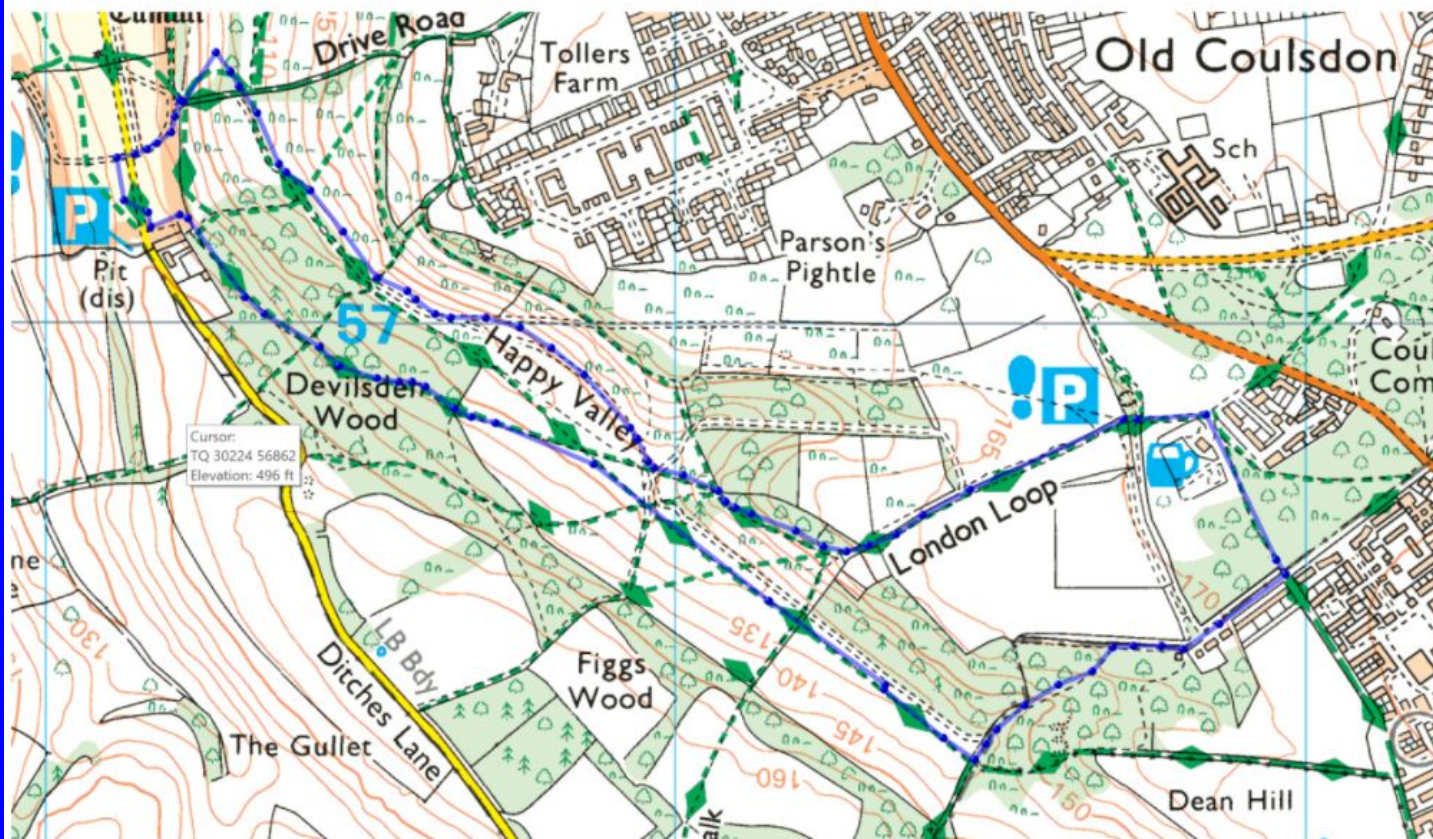 Drive Road
Tollers
Farm
Old Coulsdon
Sch
110
P
Parson's
Pightle
Pit
(dis)
57
Happy Valley
Devilsden
Wood
Cursor:
TQ 30224 56862
Elevation: 496 ft
P
165
London Loop
170
135
140
145
160
150
130
LB Bdy
Figgs
Wood
Ditches Lane
The Gullet
Dean Hill